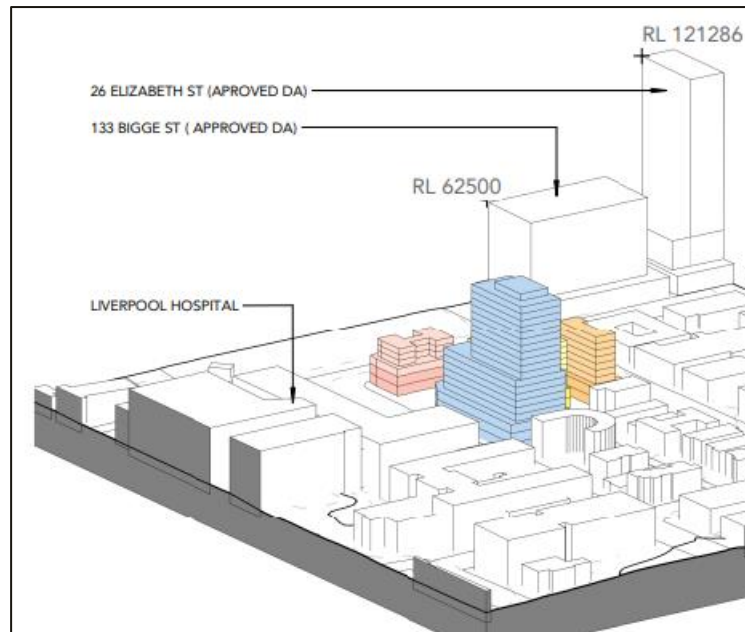 RL 121286
26 ELIZABETH ST (APROVED DA)
133 BIGGE ST ( APPROVED DA)
RL 62500
LIVERPOOL HOSPITAL